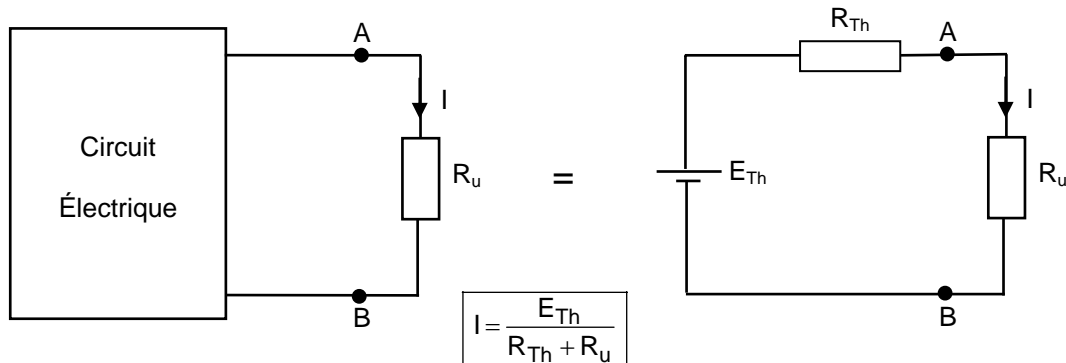 A
I
Circuit
Électrique
R_u
B
=
R_Th
A
I
E_Th
R_u
B
I = E_Th / (R_Th + R_u)